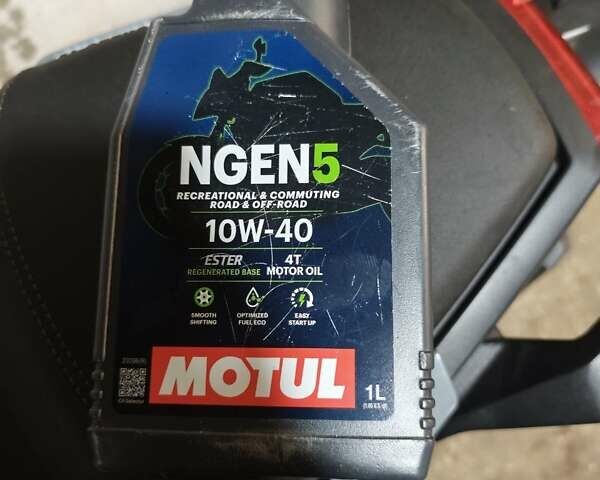 NGEN5
RECREATIONAL & COMMUTING
ROAD & OFF-ROAD
10W-40
ESTER
REGENERATED BASE
4T
MOTOR OIL
SMOOTH
SHIFTING
OPTIMIZED
FUEL ECO
EASY
START UP
MOTUL
1L